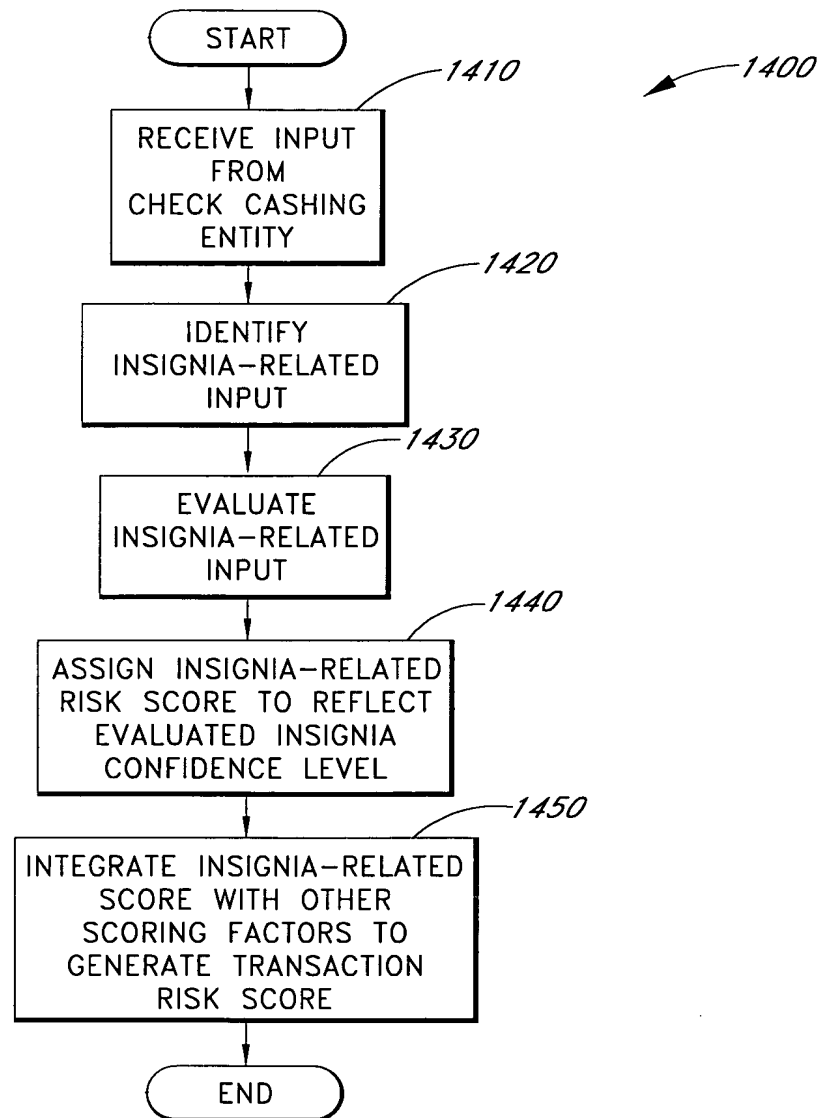 START
1400
1410
RECEIVE INPUT
FROM
CHECK CASHING
ENTITY
1420
IDENTIFY
INSIGNIA-RELATED
INPUT
1430
EVALUATE
INSIGNIA-RELATED
INPUT
1440
ASSIGN INSIGNIA-RELATED
RISK SCORE TO REFLECT
EVALUATED INSIGNIA
CONFIDENCE LEVEL
1450
INTEGRATE INSIGNIA-RELATED
SCORE WITH OTHER
SCORING FACTORS TO
GENERATE TRANSACTION
RISK SCORE
END